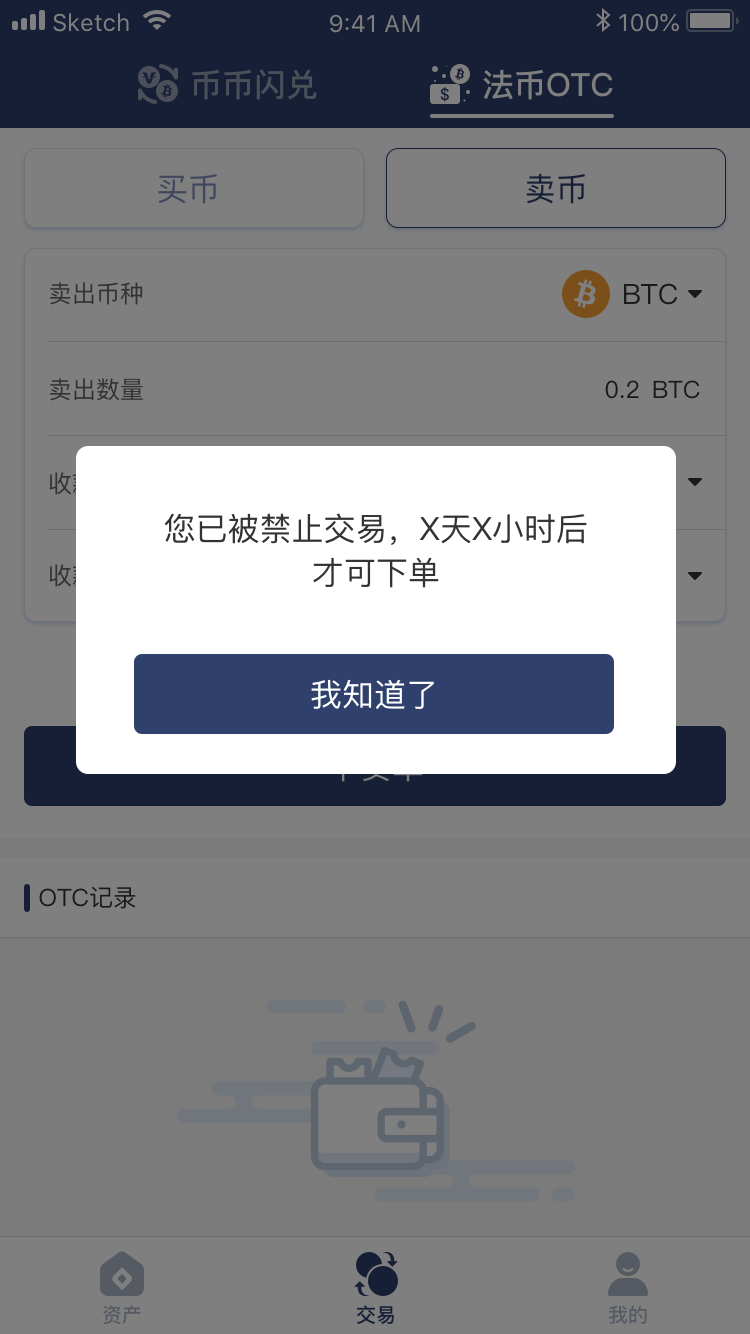 Sketch 9:41 AM 100%
币币闪兑 法币OTC
买币 卖币
卖出币种 BTC
卖出数量 0.2 BTC
收
收
您已被禁止交易，X天X小时后
才可下单
我知道了
OTC记录
资产 交易 我的